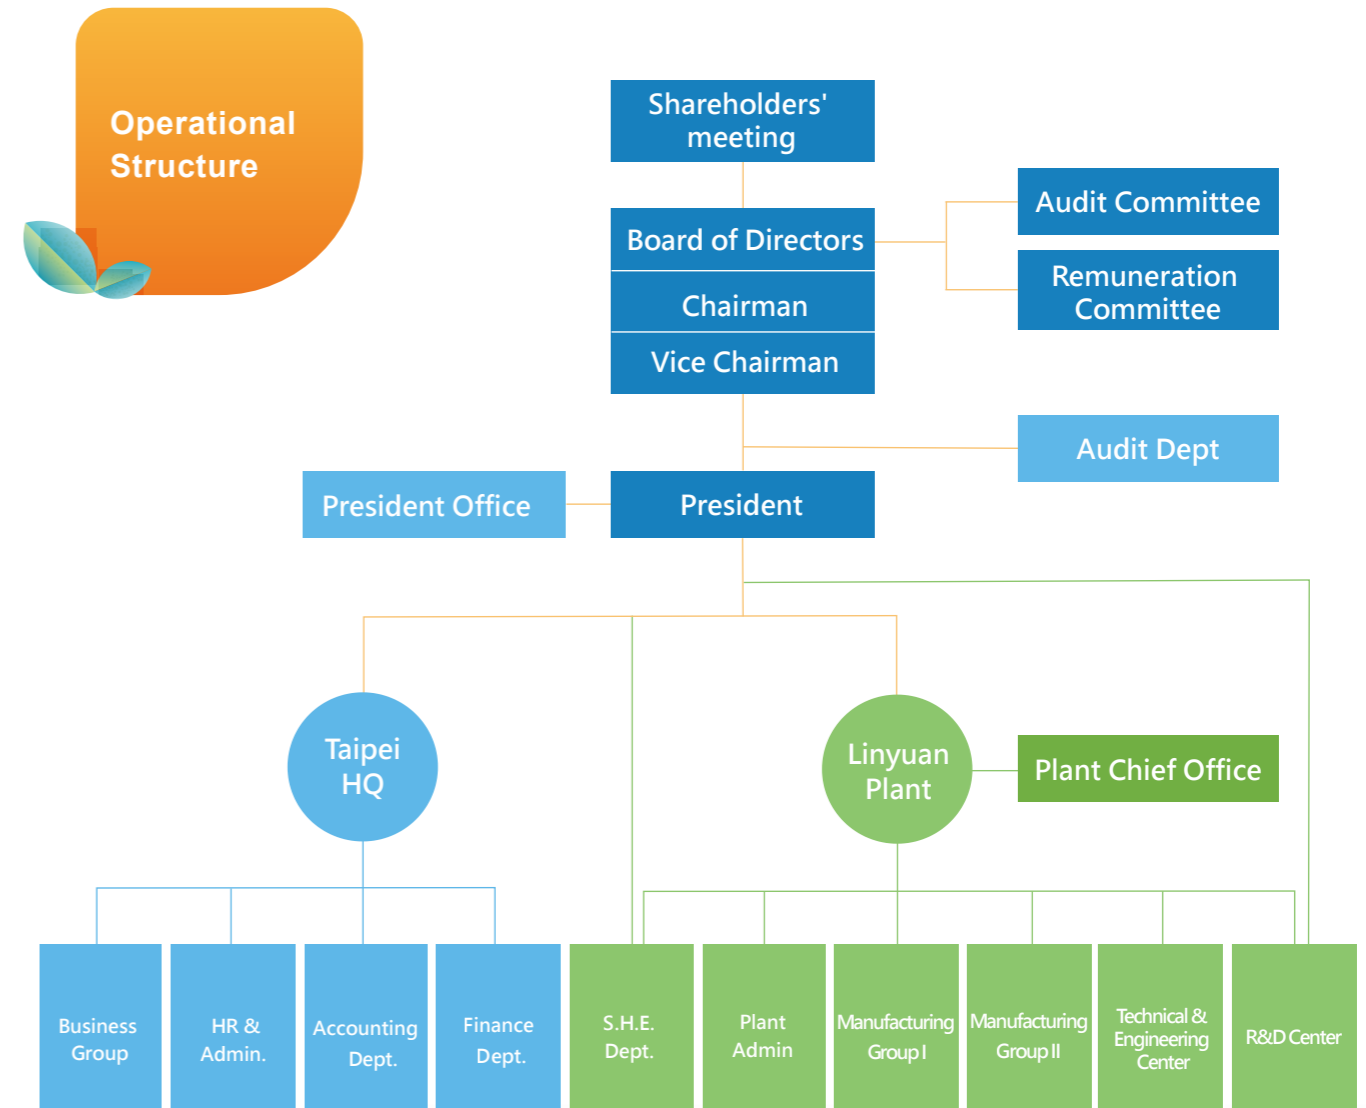 Operational
Structure
Shareholders'
meeting
Board of Directors
Audit Committee
Remuneration
Committee
Chairman
Vice Chairman
Audit Dept
President Office
President
Taipei
HQ
Linyuan
Plant
Plant Chief Office
Business
Group
HR &
Admin.
Accounting
Dept.
Finance
Dept.
S.H.E.
Dept.
Plant
Admin
Manufacturing
Group I
Manufacturing
Group II
Technical &
Engineering
Center
R&D Center